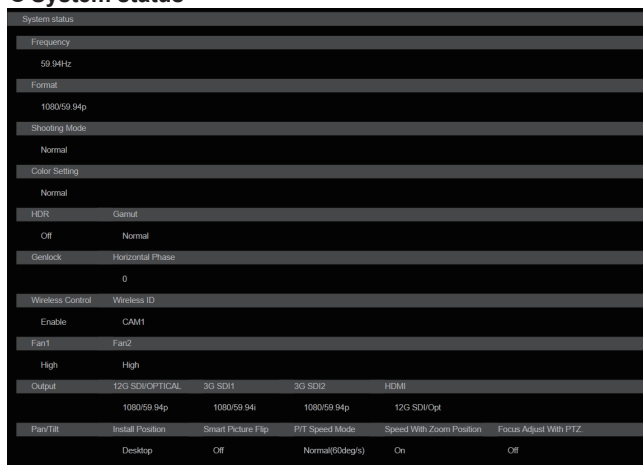 System status
System status
Frequency
59.94Hz
Format
1080/59.94p
Shooting Mode
Normal
Color Setting
Normal
HDR Gamut
Off Normal
Genlock Horizontal Phase
0
Wireless Control Wireless ID
Enable CAM1
Fan1 Fan2
High High
Output 12G SDI/OPTICAL 3G SDI1 3G SDI2 HDMI
1080/59.94p 1080/59.94i 1080/59.94p 12G SDI/Opt
Pan/Tilt Install Position Smart Picture Flip P/T Speed Mode Speed With Zoom Position Focus Adjust With PTZ.
Desktop Off Normal(60deg/s) On Off